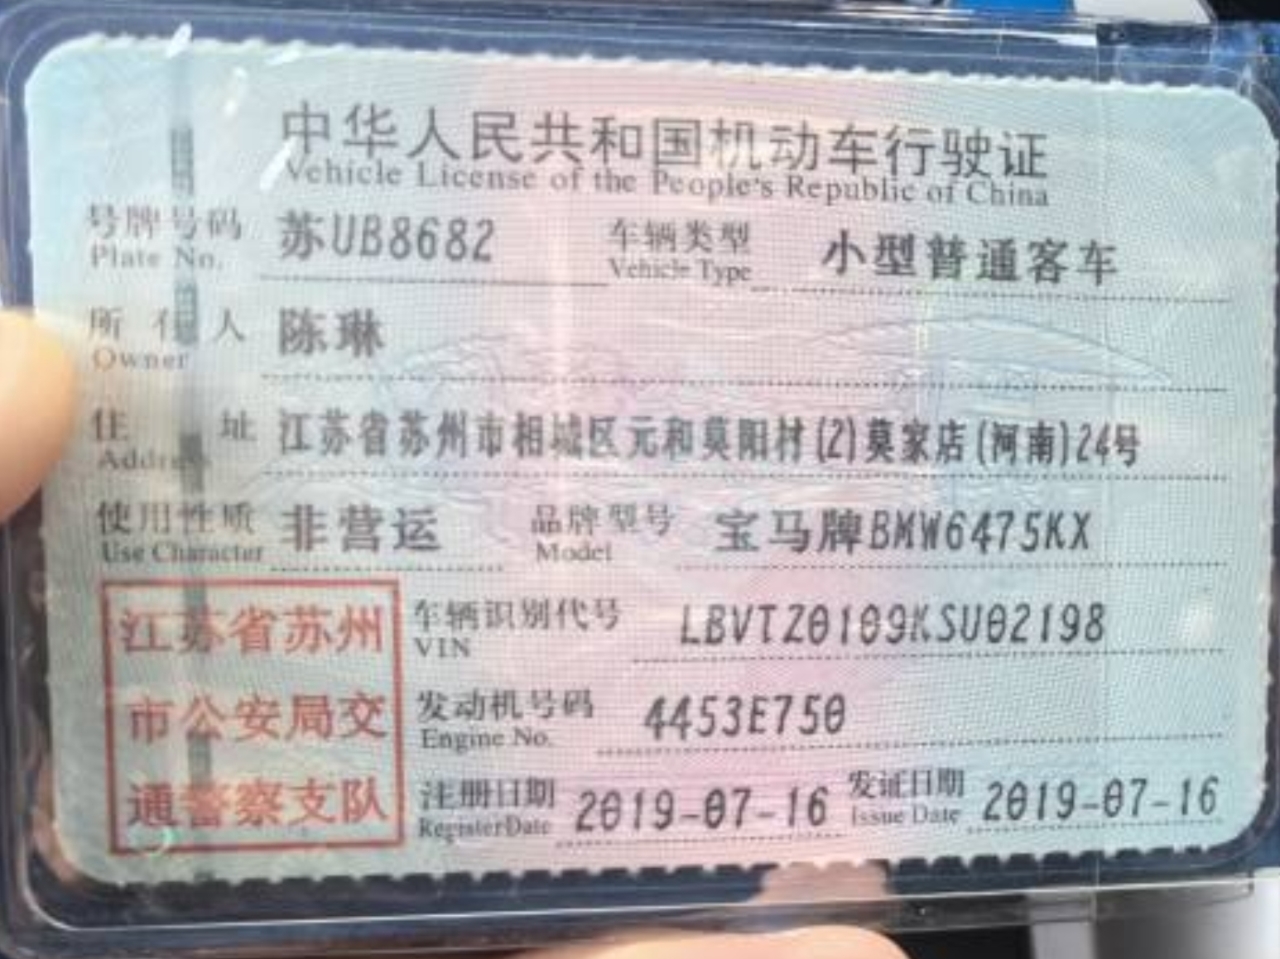 中华人民共和国机动车行驶证
Vehicle License of the People's Republic of China
号牌号码 苏UB8682 车辆类型 小型普通客车
Plate No. Vehicle Type
所有人 陈琳
Owner
住址 江苏省苏州市相城区元和莫阳村(2)莫家店(河南)24号
Address
使用性质 非营运 品牌型号 宝马牌BMW6475KX
Use Character Model
江苏省苏州 车辆识别代号 LBVTZ0109KSU02198
VIN
市公安局交 发动机号码 4453E750
Engine No.
通警察支队 注册日期 2019-07-16 发证日期 2019-07-16
Register Date Issue Date